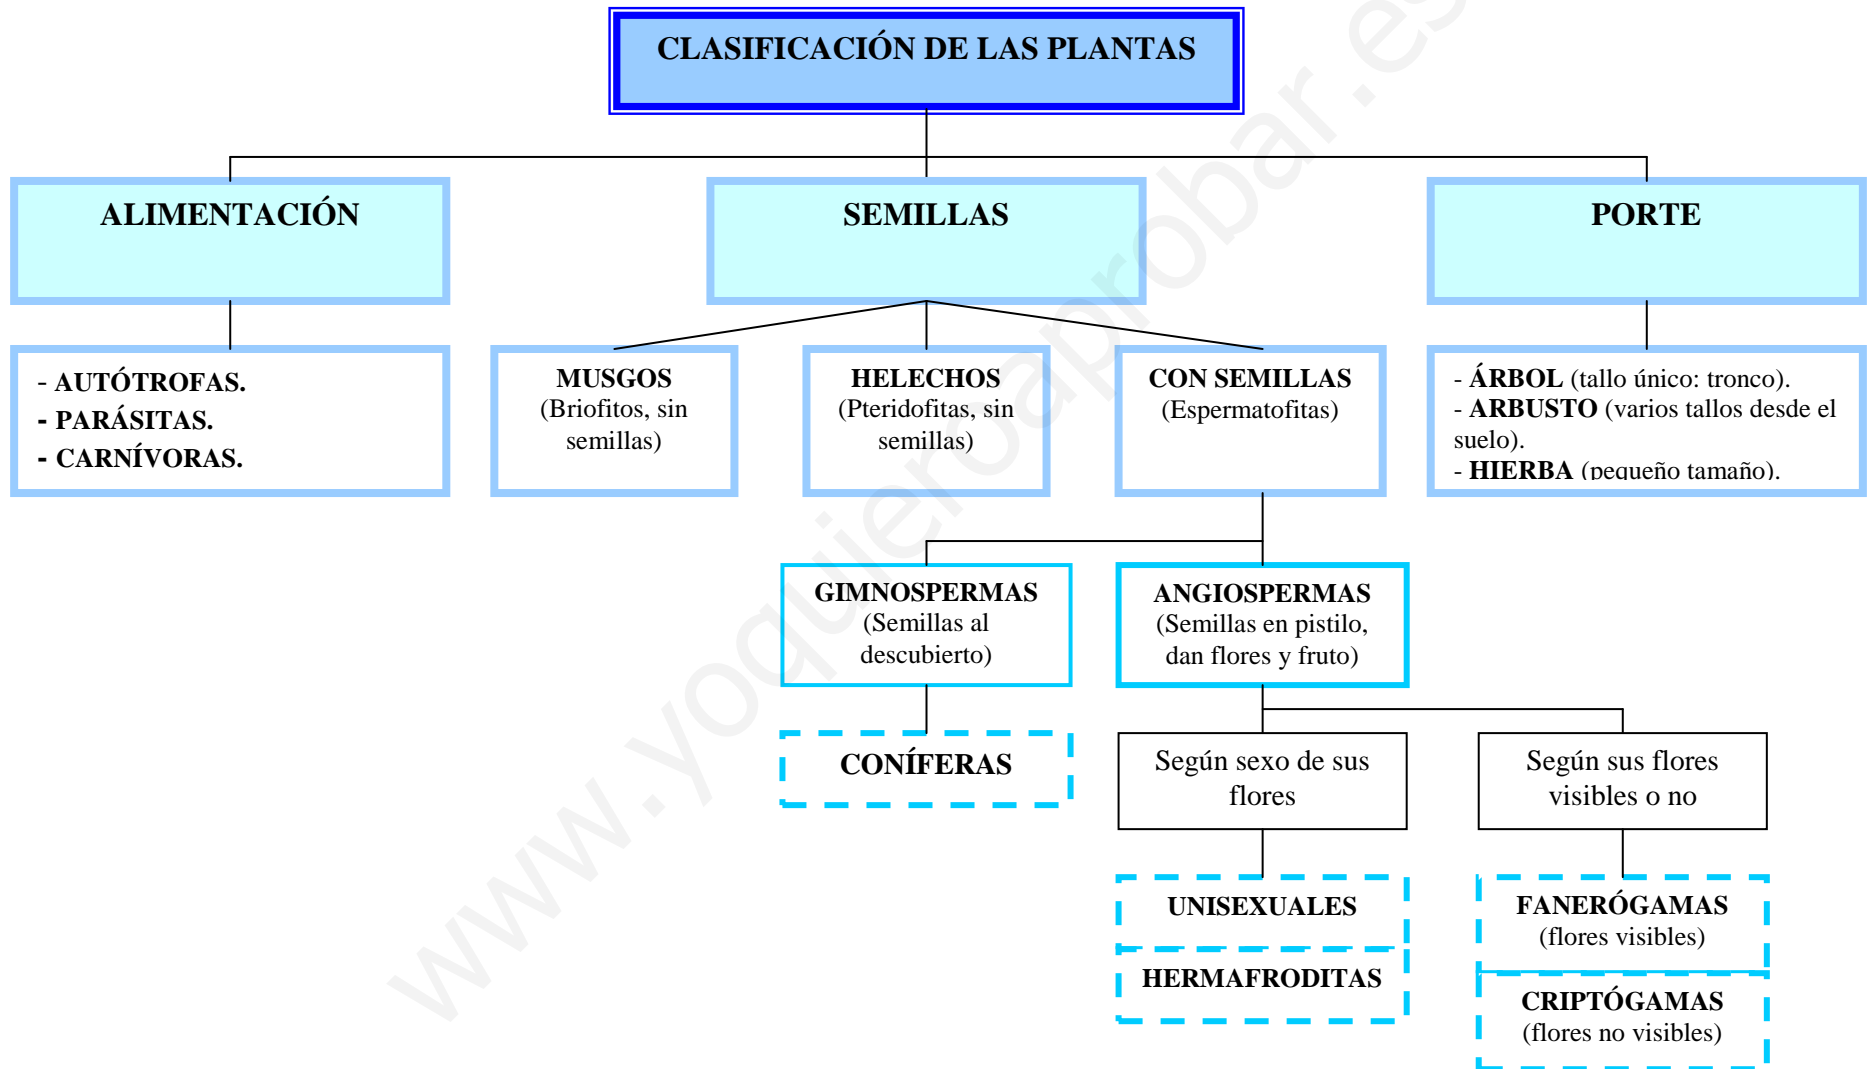 CLASIFICACIÓN DE LAS PLANTAS
ALIMENTACIÓN
SEMILLAS
PORTE
- AUTÓTROFAS.
- PARÁSITAS.
- CARNÍVORAS.
MUSGOS
(Briofitos, sin
semillas)
HELECHOS
(Pteridofitas, sin
semillas)
CON SEMILLAS
(Espermatofitas)
- ÁRBOL (tallo único: tronco).
- ARBUSTO (varios tallos desde el
suelo).
- HIERBA (pequeño tamaño).
GIMNOSPERMAS
(Semillas al
descubierto)
ANGIOSPERMAS
(Semillas en pistilo,
dan flores y fruto)
CONÍFERAS
Según sexo de sus
flores
Según sus flores
visibles o no
UNISEXUALES
HERMAFRODITAS
FANERÓGAMAS
(flores visibles)
CRIPTÓGAMAS
(flores no visibles)
www.yoquieroaprobar.es